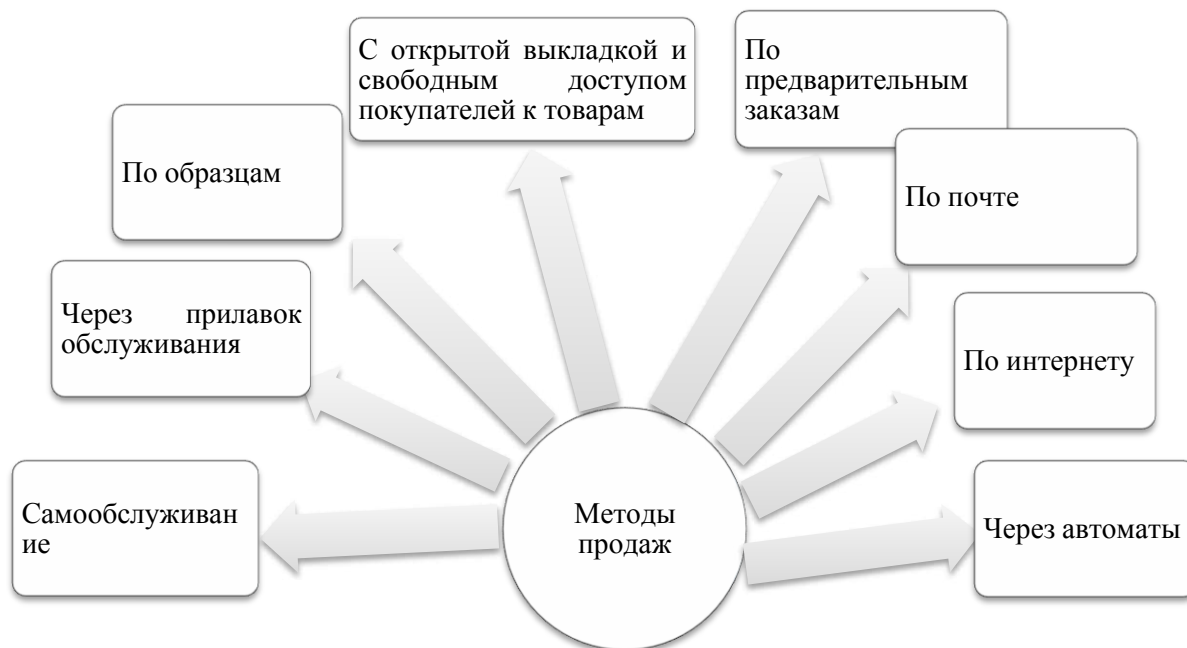 С открытой выкладкой и
свободным доступом
покупателей к товарам
По
предварительным
заказам
По образцам
По почте
Через прилавок
обслуживания
По интернету
Самообслуживан
ие
Методы
продаж
Через автоматы